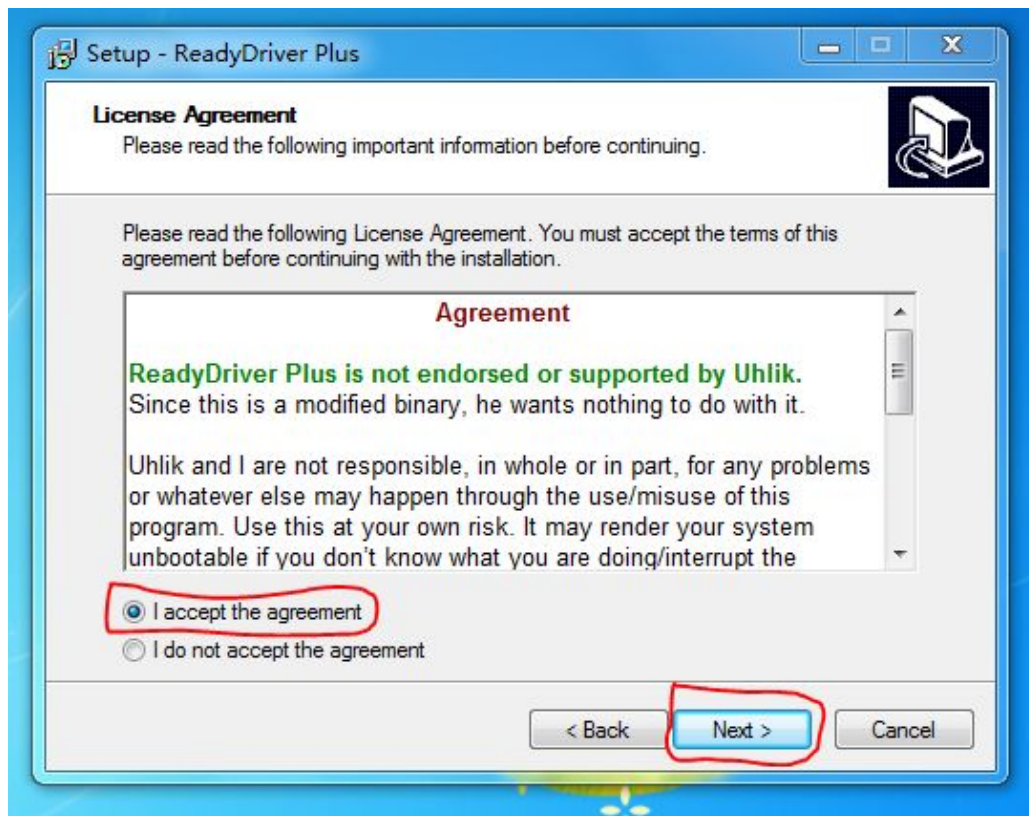 Setup - ReadyDriver Plus
License Agreement
Please read the following important information before continuing.
Please read the following License Agreement. You must accept the terms of this
agreement before continuing with the installation.
Agreement
ReadyDriver Plus is not endorsed or supported by Uhlik.
Since this is a modified binary, he wants nothing to do with it.
Uhlik and I are not responsible, in whole or in part, for any problems
or whatever else may happen through the use/misuse of this
program. Use this at your own risk. It may render your system
unbootable if you don't know what you are doing/interrupt the
I accept the agreement
I do not accept the agreement
< Back Next > Cancel